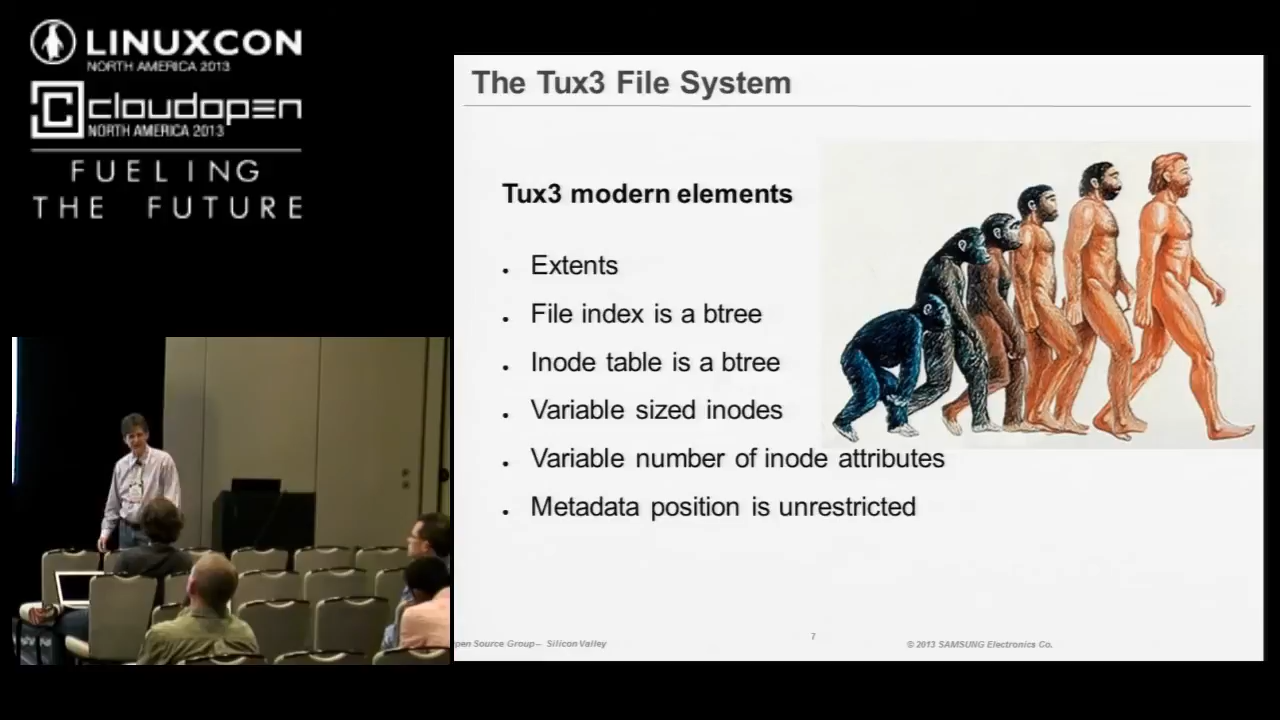 LINUXCON
NORTH AMERICA 2013
cloudopen
NORTH AMERICA 2013
FUELING
THE FUTURE
The Tux3 File System
Tux3 modern elements
Extents
File index is a btree
Inode table is a btree
Variable sized inodes
Variable number of inode attributes
Metadata position is unrestricted
pen Source Group– Silicon Valley
7
© 2013 SAMSUNG Electronics Co.